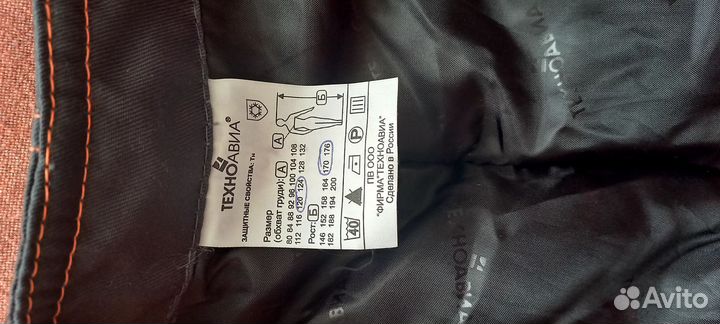 ТЕХНОАВИА®
ЗАЩИТНЫЕ СВОЙСТВА: Тн
А
Б
Размер
(обхват груди): А
80 84 88 92 96 100 104 108
112 116 120 124 128 132
Рост: Б
146 152 158 164 170 176
182 188 194 200
40
P
ПВ ООО
"ФИРМА"ТЕХНОАВИА"
Сделано в России
ТЕХНОАВИА
Avito